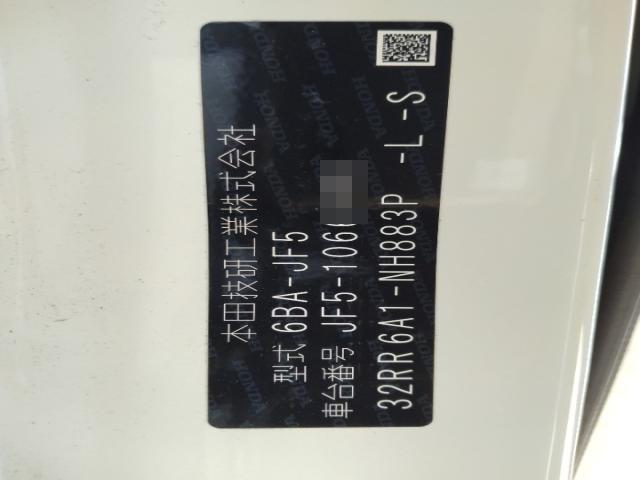 本田技研工業株式会社
型式 6BA-JF5
車台番号 JF5-106
32RR6A1-NH883P -L-S